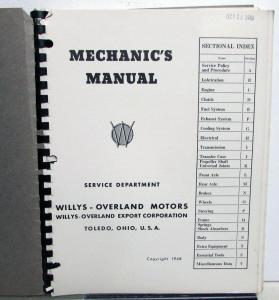 MECHANIC'S
MANUAL
SERVICE DEPARTMENT
WILLYS - OVERLAND MOTORS
WILLYS-OVERLAND EXPORT CORPORATION
TOLEDO, OHIO, U.S.A.
Copyright 1948
SECTIONAL INDEX
Name Section
Service Policy
and Procedure A
Lubrication B
Engine C
Clutch D
Fuel System E
Exhaust System F
Cooling System G
Electrical H
Transmission I
Transfer Case J
Propeller Shaft
Universal Joints K
Front Axle L
Rear Axle M
Brakes N
Wheels O
Steering P
Frame Q
Springs
Shock Absorbers R
Body S
Extra Equipment T
Essential Tools
Miscellaneous Data